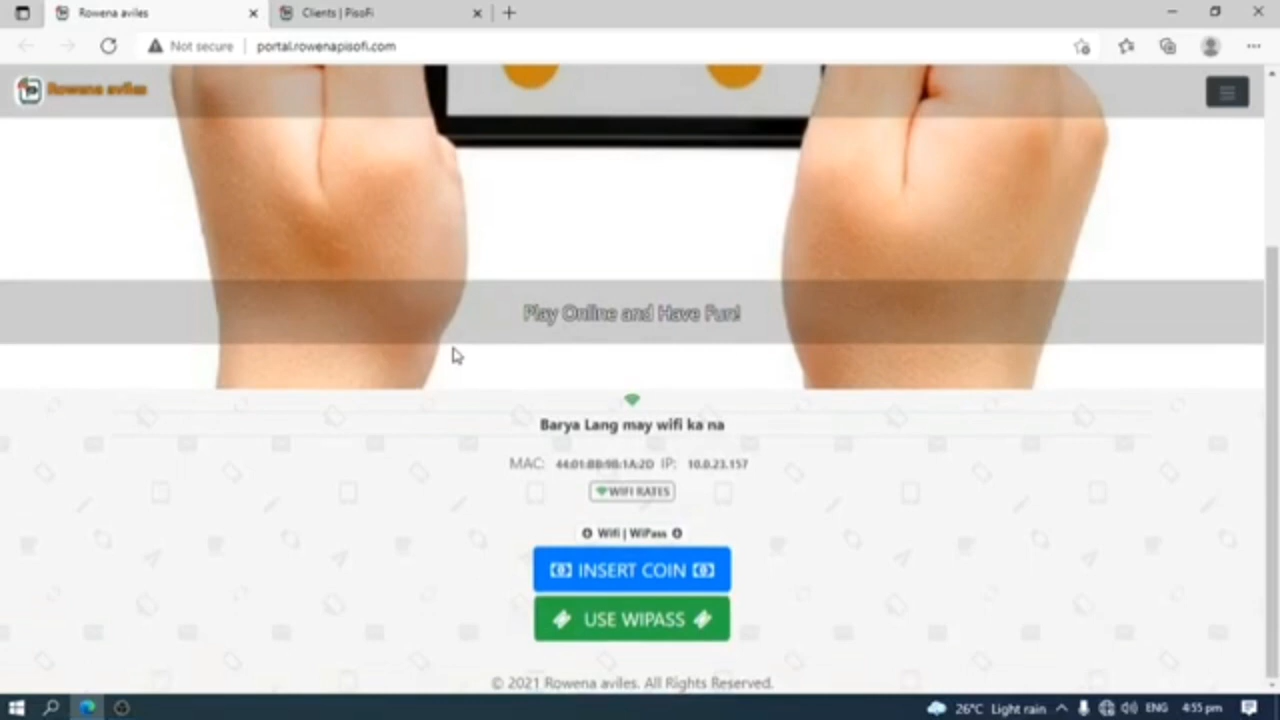 Rowena aviles
Clients | PisoFi
Not secure
portal.rowenapisofi.com
Rowena aviles
Play Online and Have Fun!
Barya Lang may wifi ka na
MAC: 44:01:BB:9B:1A:2D IP: 10.0.23.157
WIFI RATES
Wifi | WiPass
INSERT COIN
USE WIPASS
© 2021 Rowena aviles. All Rights Reserved.
26°C Light rain
ENG
4:55 pm